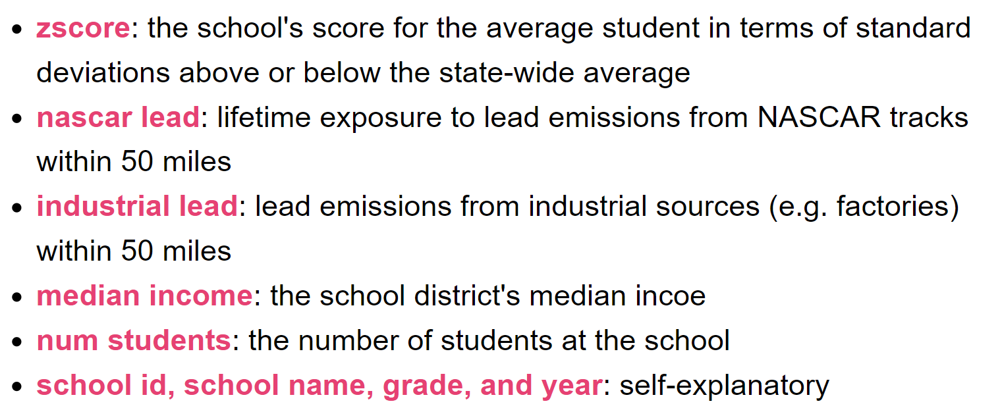 • zscore: the school's score for the average student in terms of standard
deviations above or below the state-wide average
• nascar lead: lifetime exposure to lead emissions from NASCAR tracks
within 50 miles
• industrial lead: lead emissions from industrial sources (e.g. factories)
within 50 miles
• median income: the school district's median incoe
• num students: the number of students at the school
• school id, school name, grade, and year: self-explanatory